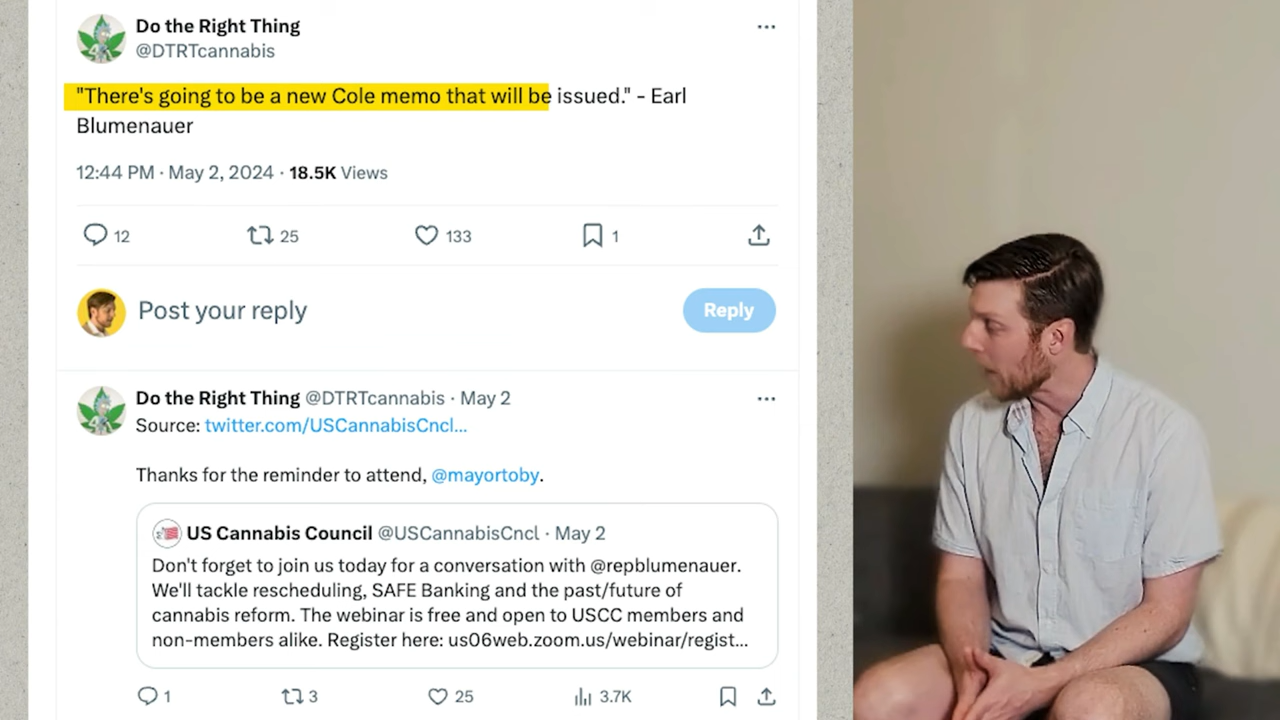 Do the Right Thing
@DTRTcannabis
"There's going to be a new Cole memo that will be issued." - Earl
Blumenauer
12:44 PM · May 2, 2024 · 18.5K Views
12 25 133 1
Post your reply
Reply
Do the Right Thing @DTRTcannabis · May 2
Source: twitter.com/USCannabisCncl...
Thanks for the reminder to attend, @mayortoby.
US Cannabis Council @USCannabisCncl · May 2
Don't forget to join us today for a conversation with @repblumenauer.
We'll tackle rescheduling, SAFE Banking and the past/future of
cannabis reform. The webinar is free and open to USCC members and
non-members alike. Register here: us06web.zoom.us/webinar/regist...
1 3 25 3.7K